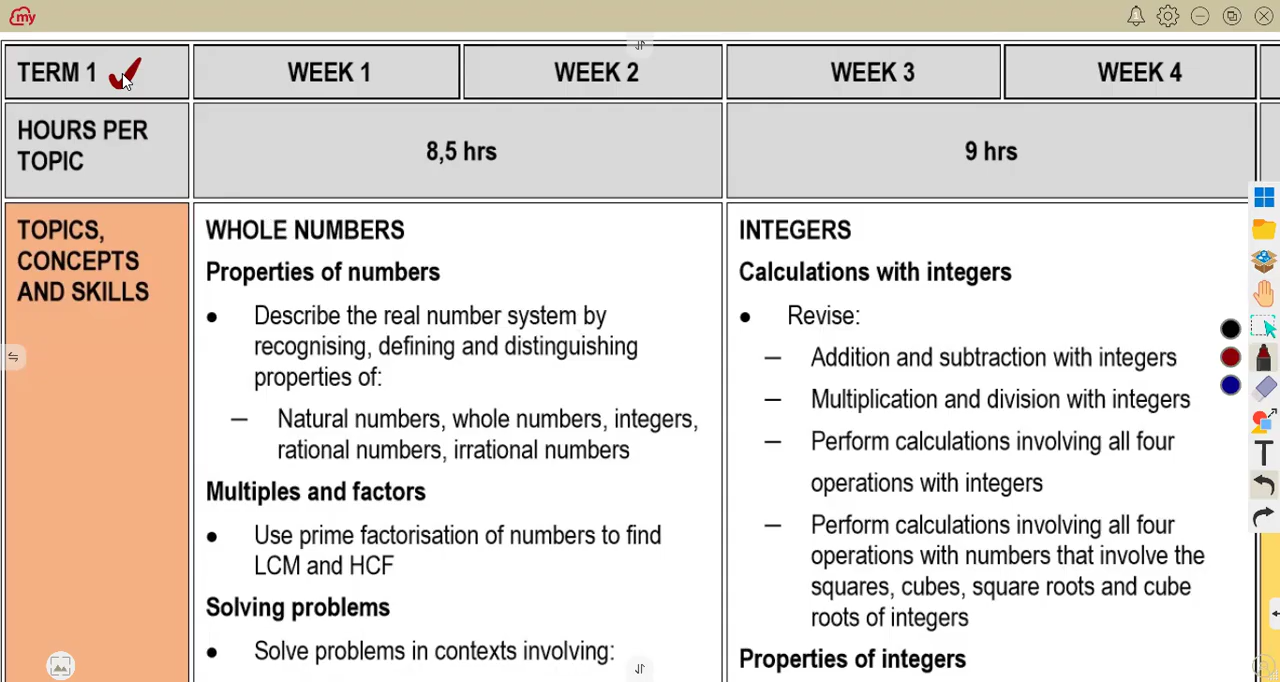 my
TERM 1
WEEK 1
WEEK 2
WEEK 3
WEEK 4
HOURS PER
TOPIC
8,5 hrs
9 hrs
TOPICS,
CONCEPTS
AND SKILLS
WHOLE NUMBERS
Properties of numbers
• Describe the real number system by
recognising, defining and distinguishing
properties of:
— Natural numbers, whole numbers, integers,
rational numbers, irrational numbers
Multiples and factors
• Use prime factorisation of numbers to find
LCM and HCF
Solving problems
• Solve problems in contexts involving:
INTEGERS
Calculations with integers
• Revise:
— Addition and subtraction with integers
— Multiplication and division with integers
— Perform calculations involving all four
operations with integers
— Perform calculations involving all four
operations with numbers that involve the
squares, cubes, square roots and cube
roots of integers
Properties of integers
T